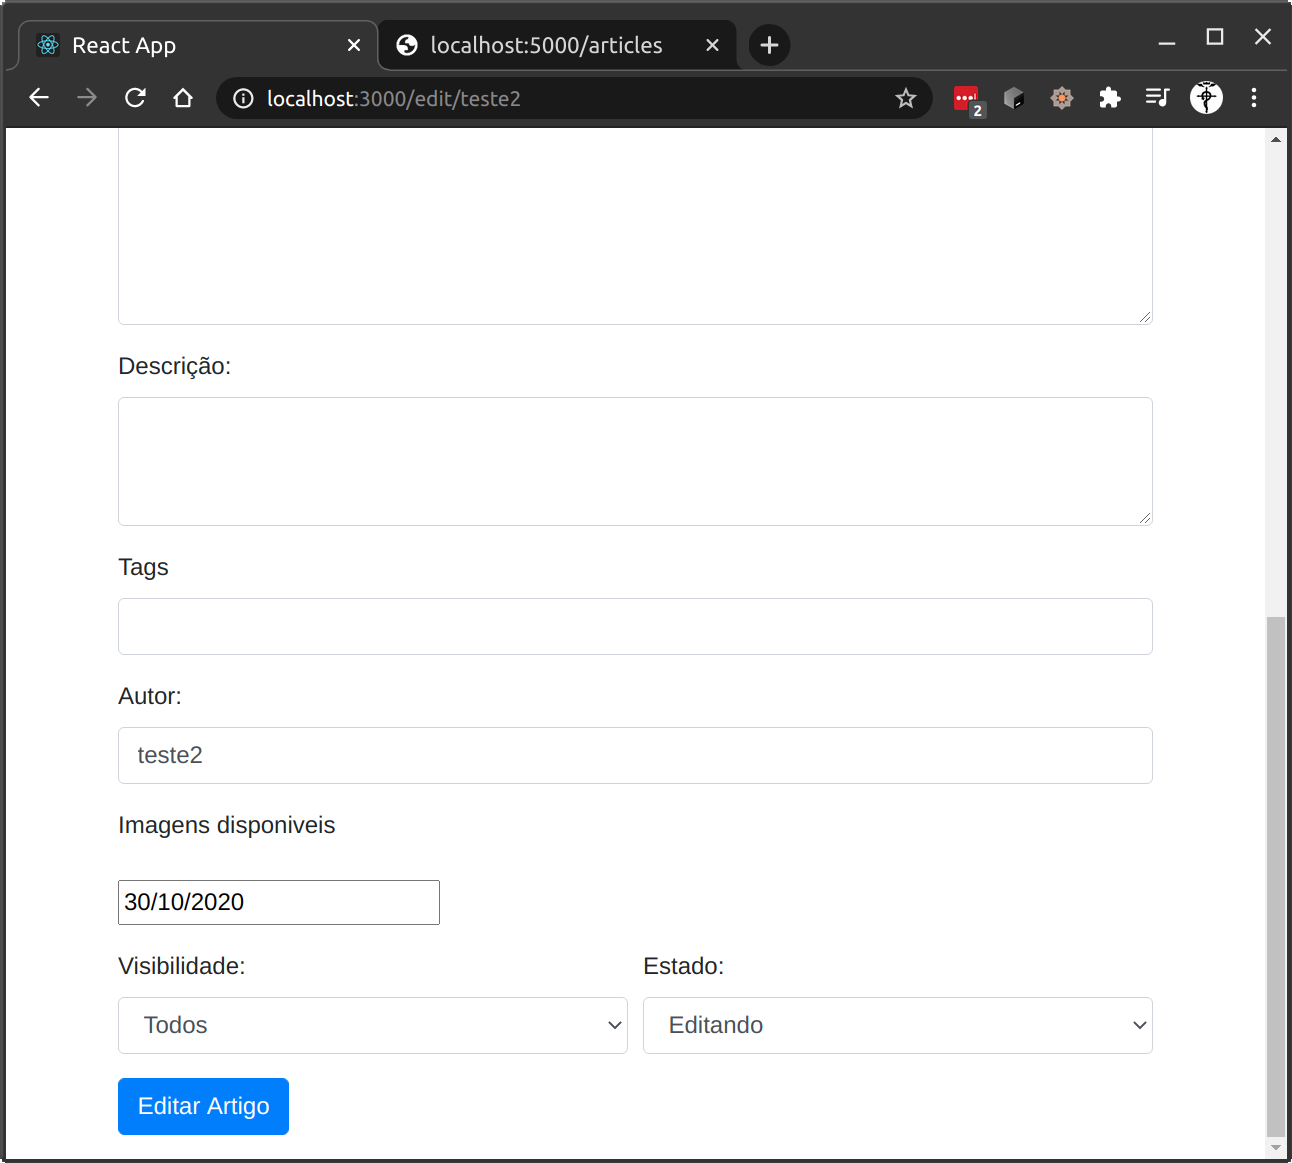 React App
localhost:5000/articles
localhost:3000/edit/teste2
2
Descrição:
Tags
Autor:
teste2
Imagens disponiveis
30/10/2020
Visibilidade:
Estado:
Todos
Editando
Editar Artigo